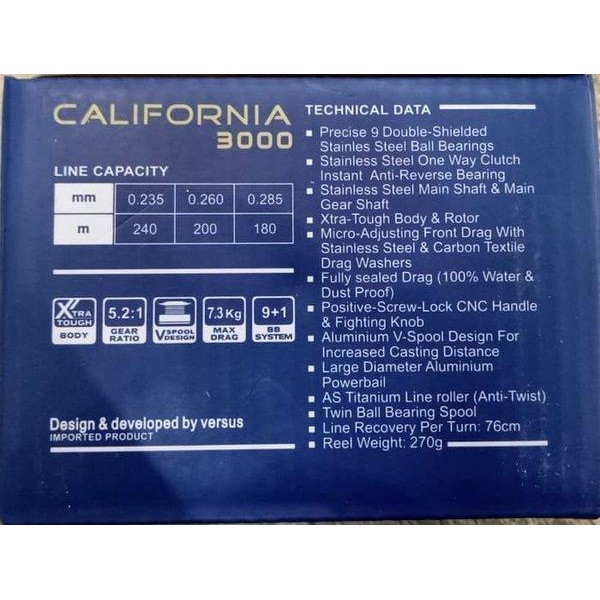 CALIFORNIA
3000
LINE CAPACITY
mm 0.235 0.260 0.285
m 240 200 180
XTRA TOUGH BODY
5.2:1 GEAR RATIO
V SPOOL DESIGN
7.3Kg MAX DRAG
9+1 BB SYSTEM
Design & developed by versus
IMPORTED PRODUCT
TECHNICAL DATA
▪ Precise 9 Double-Shielded
Stainles Steel Ball Bearings
▪ Stainless Steel One Way Clutch
Instant Anti-Reverse Bearing
▪ Stainless Steel Main Shaft & Main
Gear Shaft
▪ Xtra-Tough Body & Rotor
▪ Micro-Adjusting Front Drag With
Stainless Steel & Carbon Textile
Drag Washers
▪ Fully sealed Drag (100% Water &
Dust Proof)
▪ Positive-Screw-Lock CNC Handle
& Fighting Knob
▪ Aluminium V-Spool Design For
Increased Casting Distance
▪ Large Diameter Aluminium
Powerbail
▪ AS Titanium Line roller (Anti-Twist)
▪ Twin Ball Bearing Spool
▪ Line Recovery Per Turn: 76cm
▪ Reel Weight: 270g